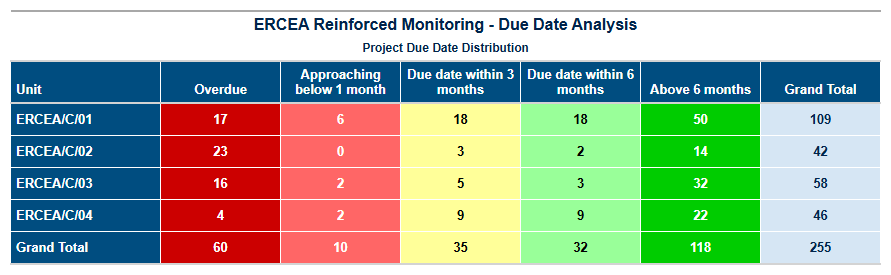 ERCEA Reinforced Monitoring - Due Date Analysis
Project Due Date Distribution
Unit Overdue Approaching below 1 month Due date within 3 months Due date within 6 months Above 6 months Grand Total
ERCEA/C/01 17 6 18 18 50 109
ERCEA/C/02 23 0 3 2 14 42
ERCEA/C/03 16 2 5 3 32 58
ERCEA/C/04 4 2 9 9 22 46
Grand Total 60 10 35 32 118 255